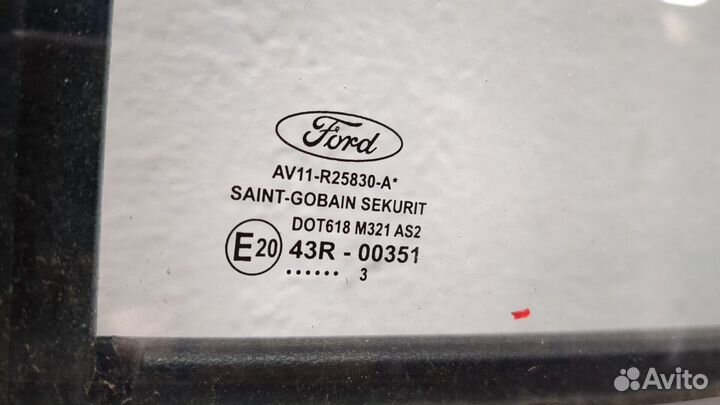 Ford
AV11-R25830-A*
SAINT-GOBAIN SEKURIT
DOT618 M321 AS2
E20 43R - 00351
...... 3
Avito